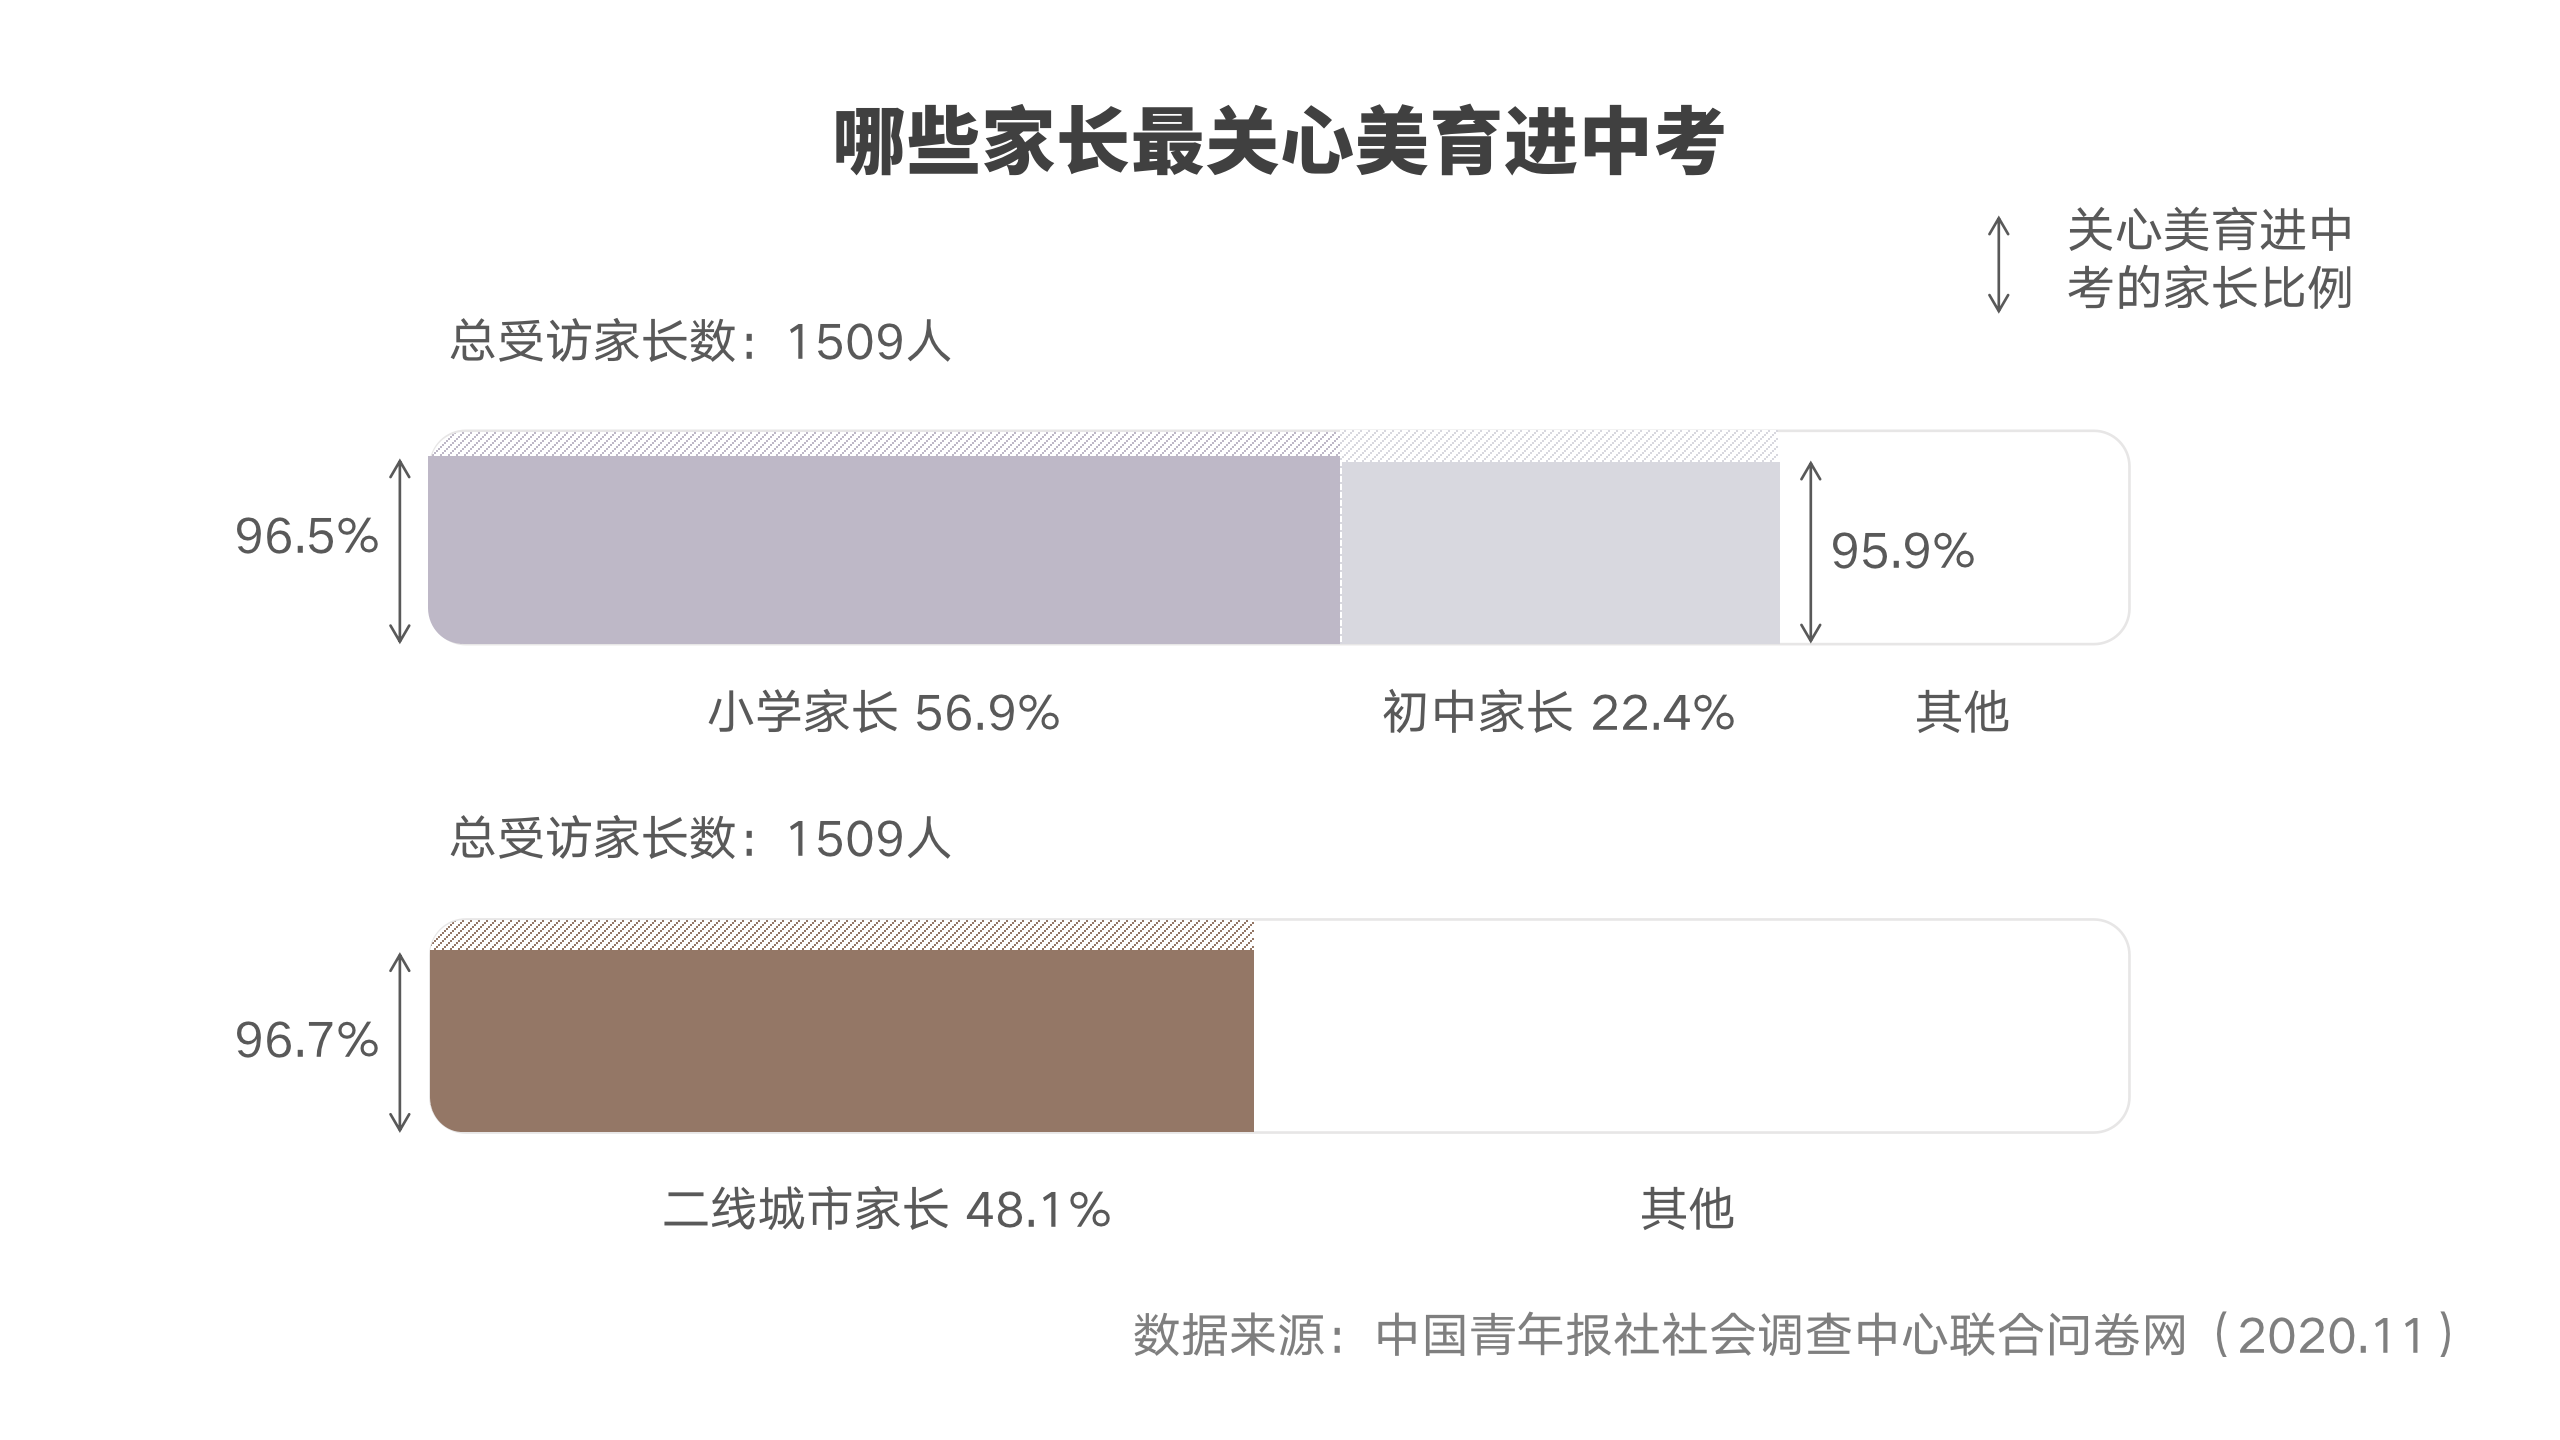 哪些家长最关心美育进中考
关心美育进中
考的家长比例
总受访家长数：1509人
96.5%
95.9%
小学家长 56.9%
初中家长 22.4%
其他
总受访家长数：1509人
96.7%
二线城市家长 48.1%
其他
数据来源：中国青年报社社会调查中心联合问卷网（2020.11）